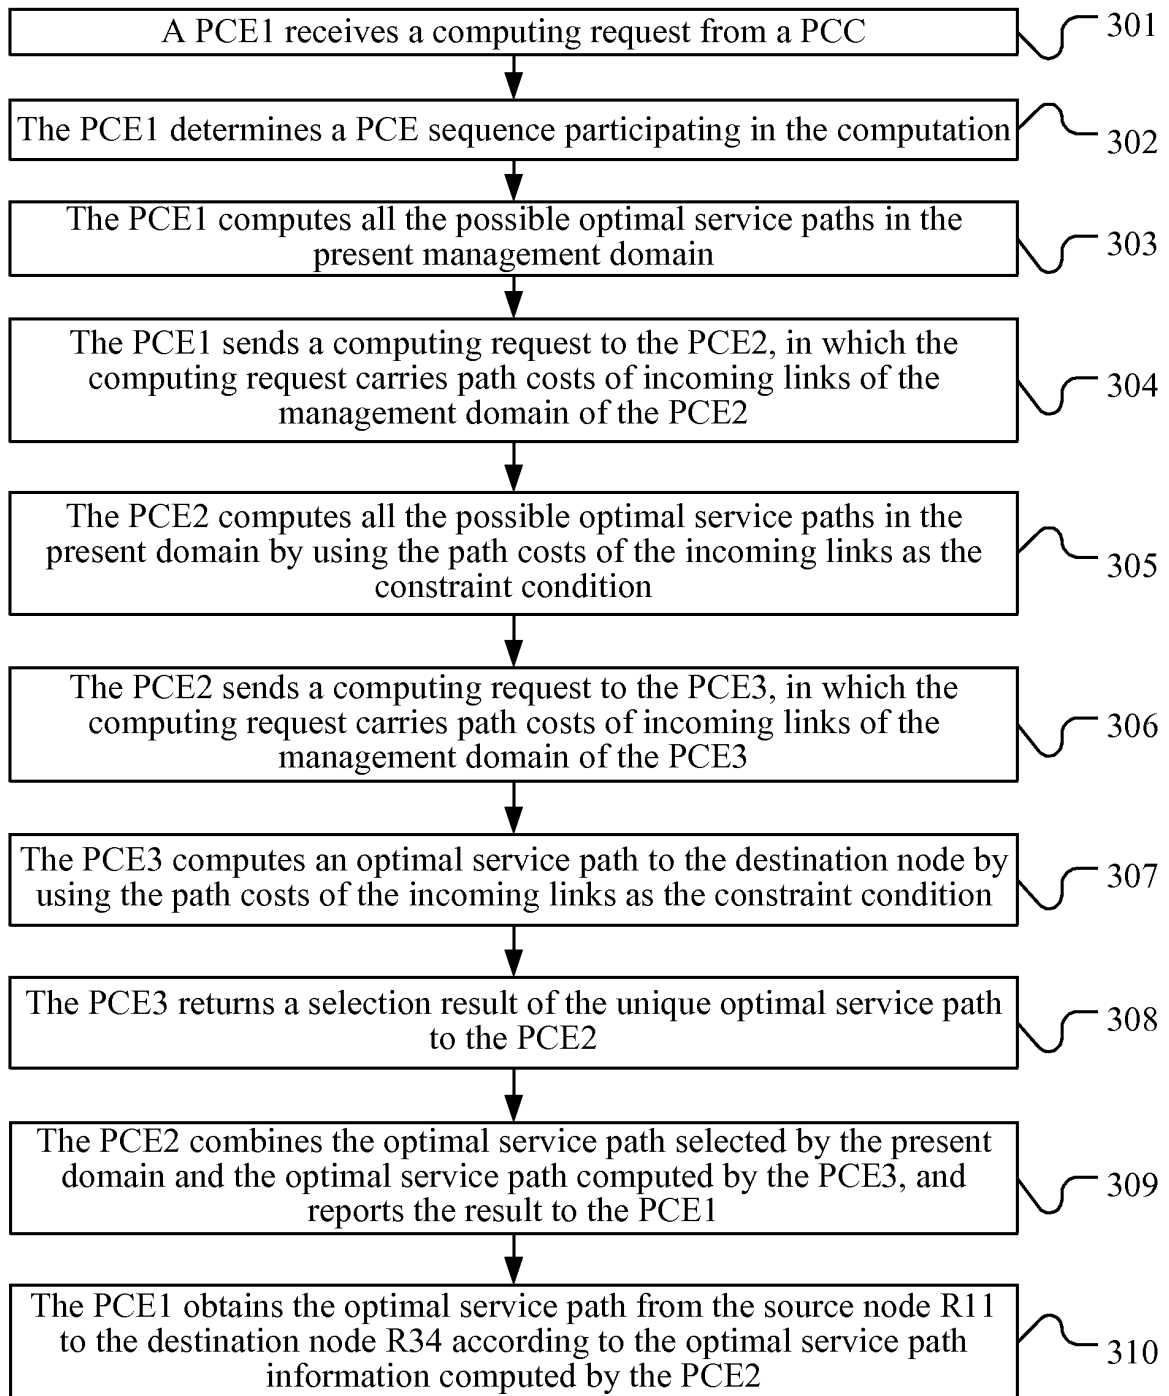 A PCE1 receives a computing request from a PCC
301
The PCE1 determines a PCE sequence participating in the computation
302
The PCE1 computes all the possible optimal service paths in the
present management domain
303
The PCE1 sends a computing request to the PCE2, in which the
computing request carries path costs of incoming links of the
management domain of the PCE2
304
The PCE2 computes all the possible optimal service paths in the
present domain by using the path costs of the incoming links as the
constraint condition
305
The PCE2 sends a computing request to the PCE3, in which the
computing request carries path costs of incoming links of the
management domain of the PCE3
306
The PCE3 computes an optimal service path to the destination node by
using the path costs of the incoming links as the constraint condition
307
The PCE3 returns a selection result of the unique optimal service path
to the PCE2
308
The PCE2 combines the optimal service path selected by the present
domain and the optimal service path computed by the PCE3, and
reports the result to the PCE1
309
The PCE1 obtains the optimal service path from the source node R11
to the destination node R34 according to the optimal service path
information computed by the PCE2
310